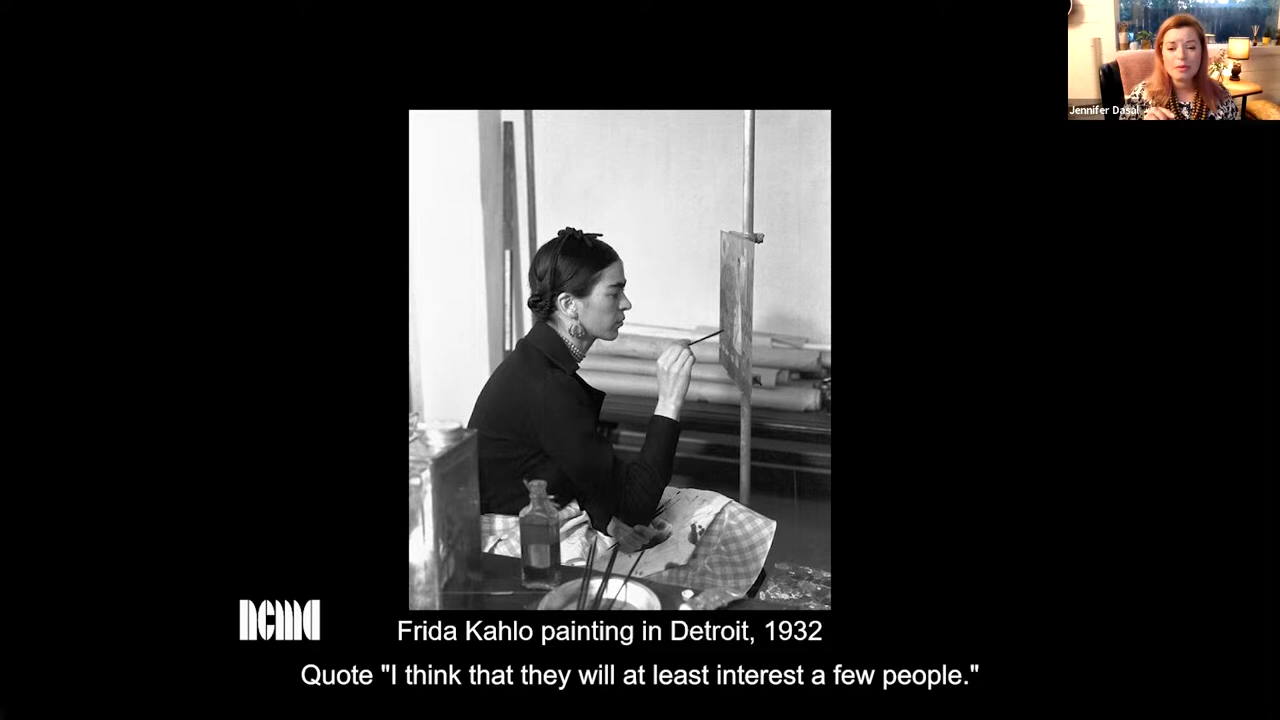 Jennifer Dasal
ncma
Frida Kahlo painting in Detroit, 1932
Quote "I think that they will at least interest a few people."